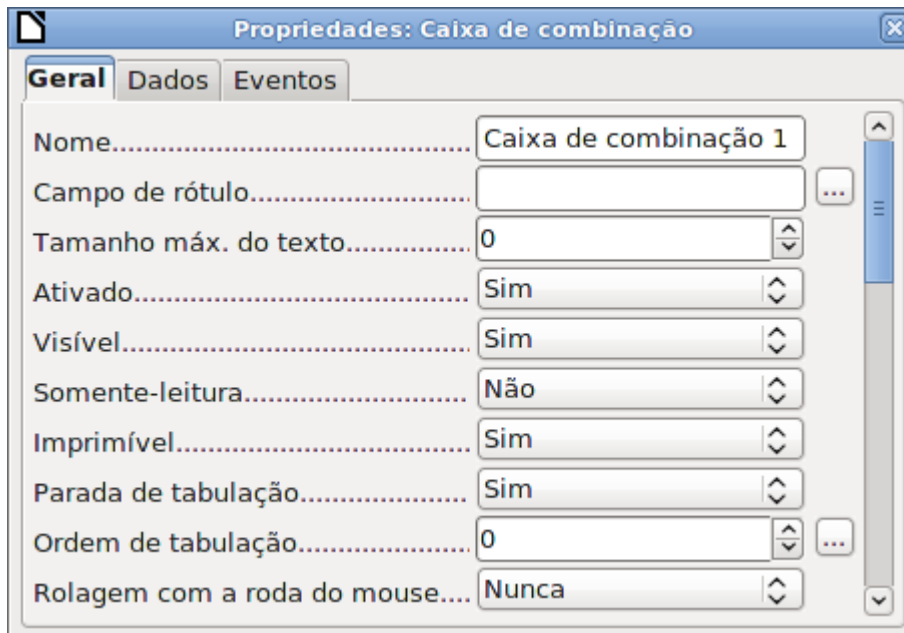 Propriedades: Caixa de combinação
Geral Dados Eventos
Nome........................................... Caixa de combinação 1
Campo de rótulo........................... ...
Tamanho máx. do texto............... 0
Ativado......................................... Sim
Visível........................................... Sim
Somente-leitura........................... Não
Imprimível.................................... Sim
Parada de tabulação.................... Sim
Ordem de tabulação..................... 0 ...
Rolagem com a roda do mouse.... Nunca